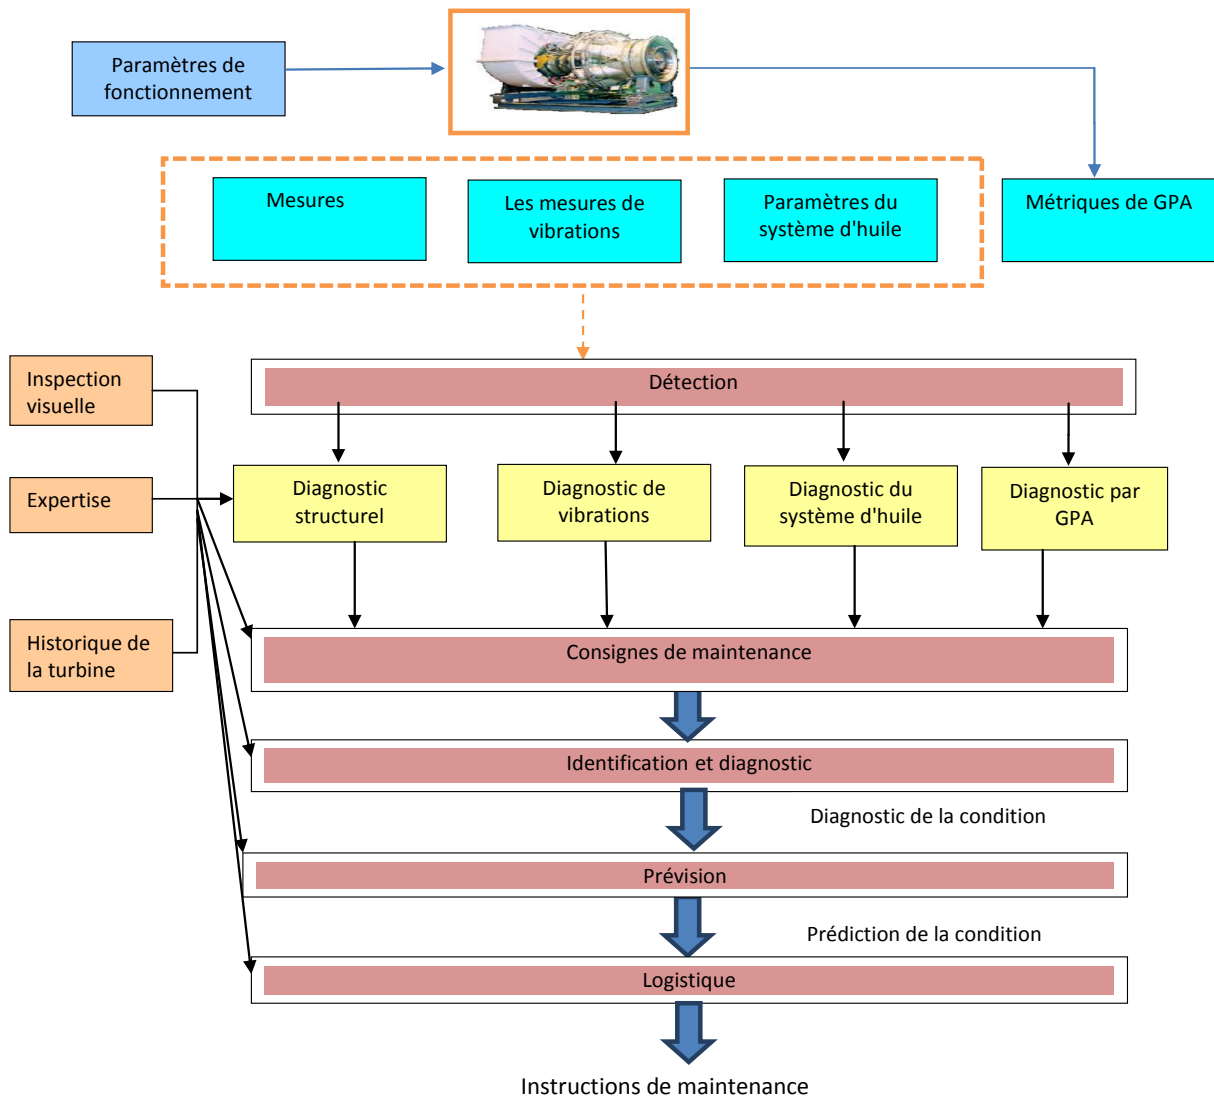 Paramètres de
fonctionnement
Mesures
Les mesures de
vibrations
Paramètres du
système d'huile
Métriques de GPA
Inspection
visuelle
Détection
Expertise
Diagnostic
structurel
Diagnostic de
vibrations
Diagnostic du
système d'huile
Diagnostic par
GPA
Historique de
la turbine
Consignes de maintenance
Identification et diagnostic
Diagnostic de la condition
Prévision
Prédiction de la condition
Logistique
Instructions de maintenance